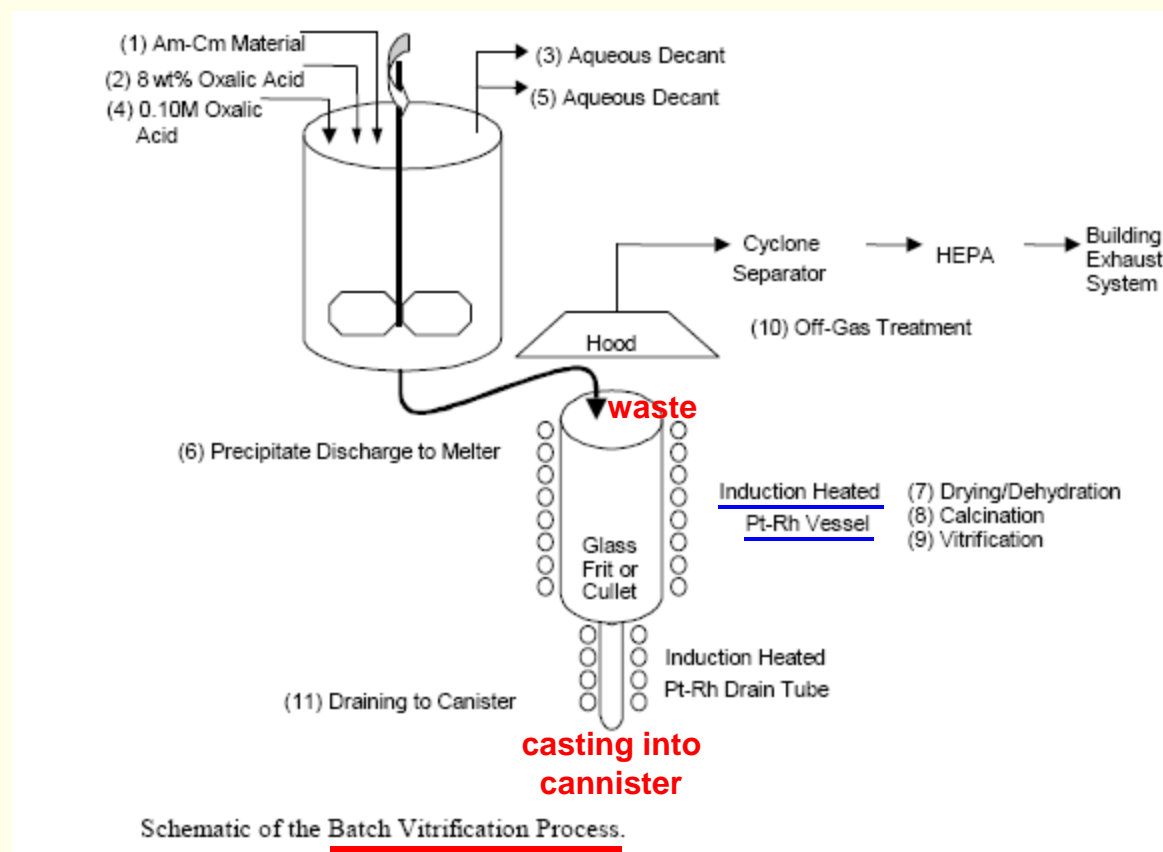 (1) Am-Cm Material
(2) 8 wt% Oxalic Acid
(4) 0.10M Oxalic
Acid
(3) Aqueous Decant
(5) Aqueous Decant
Cyclone
Separator
HEPA
Building
Exhaust
System
(10) Off-Gas Treatment
Hood
waste
(6) Precipitate Discharge to Melter
Induction Heated
Pt-Rh Vessel
(7) Drying/Dehydration
(8) Calcination
(9) Vitrification
Glass
Frit or
Cullet
Induction Heated
Pt-Rh Drain Tube
(11) Draining to Canister
casting into
cannister
Schematic of the Batch Vitrification Process.